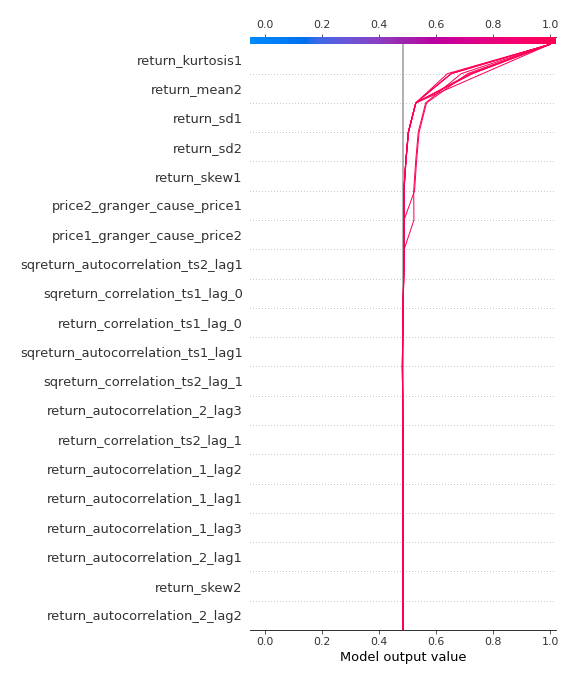 0.0 0.2 0.4 0.6 0.8 1.0
return_kurtosis1
return_mean2
return_sd1
return_sd2
return_skew1
price2_granger_cause_price1
price1_granger_cause_price2
sqreturn_autocorrelation_ts2_lag1
sqreturn_correlation_ts1_lag_0
return_correlation_ts1_lag_0
sqreturn_autocorrelation_ts1_lag1
sqreturn_correlation_ts2_lag_1
return_autocorrelation_2_lag3
return_correlation_ts2_lag_1
return_autocorrelation_1_lag2
return_autocorrelation_1_lag1
return_autocorrelation_1_lag3
return_autocorrelation_2_lag1
return_skew2
return_autocorrelation_2_lag2
0.0 0.2 0.4 0.6 0.8 1.0
Model output value